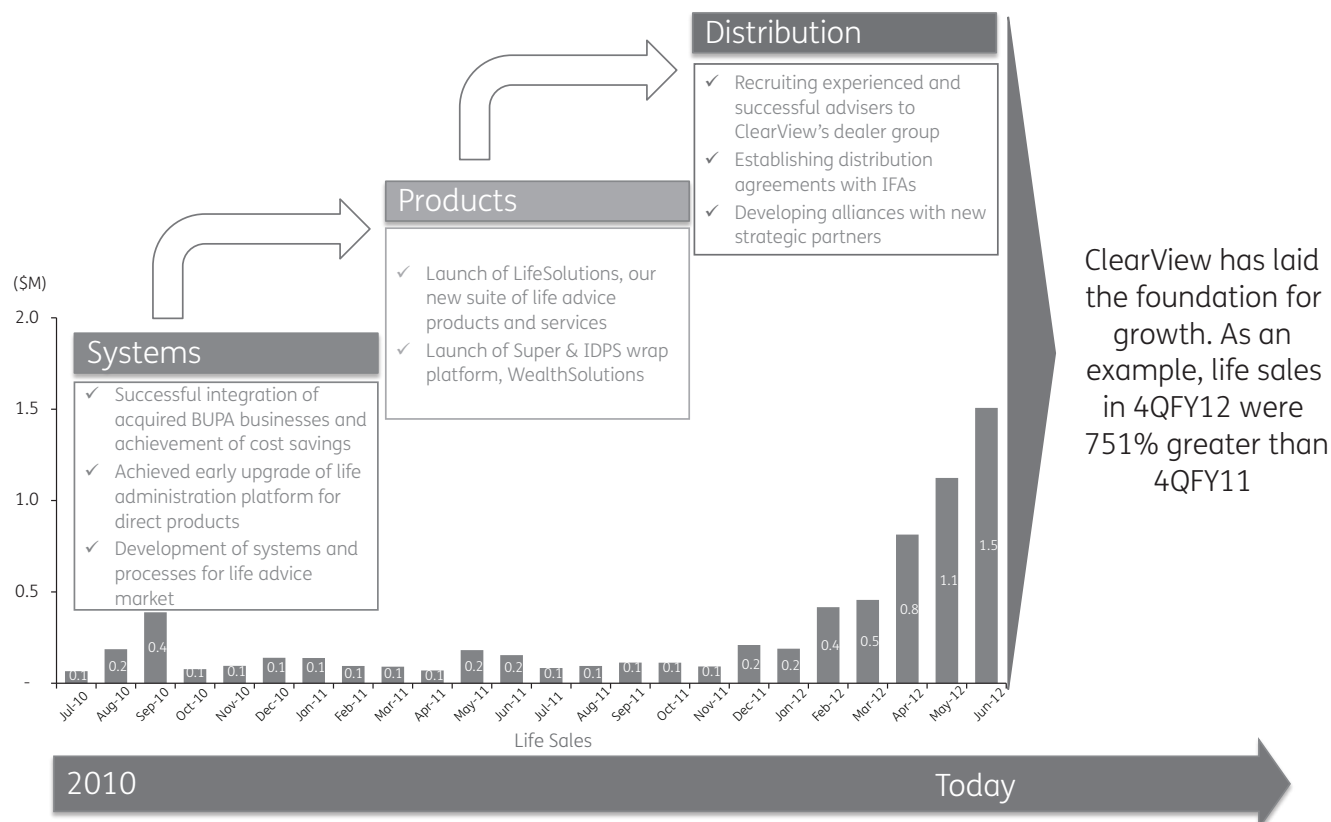 Distribution
✓ Recruiting experienced and
successful advisers to
ClearView's dealer group
✓ Establishing distribution
agreements with IFAs
✓ Developing alliances with new
strategic partners
Products
✓ Launch of LifeSolutions, our
new suite of life advice
products and services
✓ Launch of Super & IDPS wrap
platform, WealthSolutions
Systems
✓ Successful integration of
acquired BUPA businesses and
achievement of cost savings
✓ Achieved early upgrade of life
administration platform for
direct products
✓ Development of systems and
processes for life advice
market
ClearView has laid
the foundation for
growth. As an
example, life sales
in 4QFY12 were
751% greater than
4QFY11
($M)
2.0
1.5
1.0
0.5
-
0.1 0.2 0.4 0.1 0.1 0.1 0.1 0.1 0.1 0.1 0.2 0.2 0.1 0.1 0.1 0.1 0.1 0.2 0.2 0.4 0.5 0.8 1.1 1.5
Jul-10 Aug-10 Sep-10 Oct-10 Nov-10 Dec-10 Jan-11 Feb-11 Mar-11 Apr-11 May-11 Jun-11 Jul-11 Aug-11 Sep-11 Oct-11 Nov-11 Dec-11 Jan-12 Feb-12 Mar-12 Apr-12 May-12 Jun-12
Life Sales
2010 Today